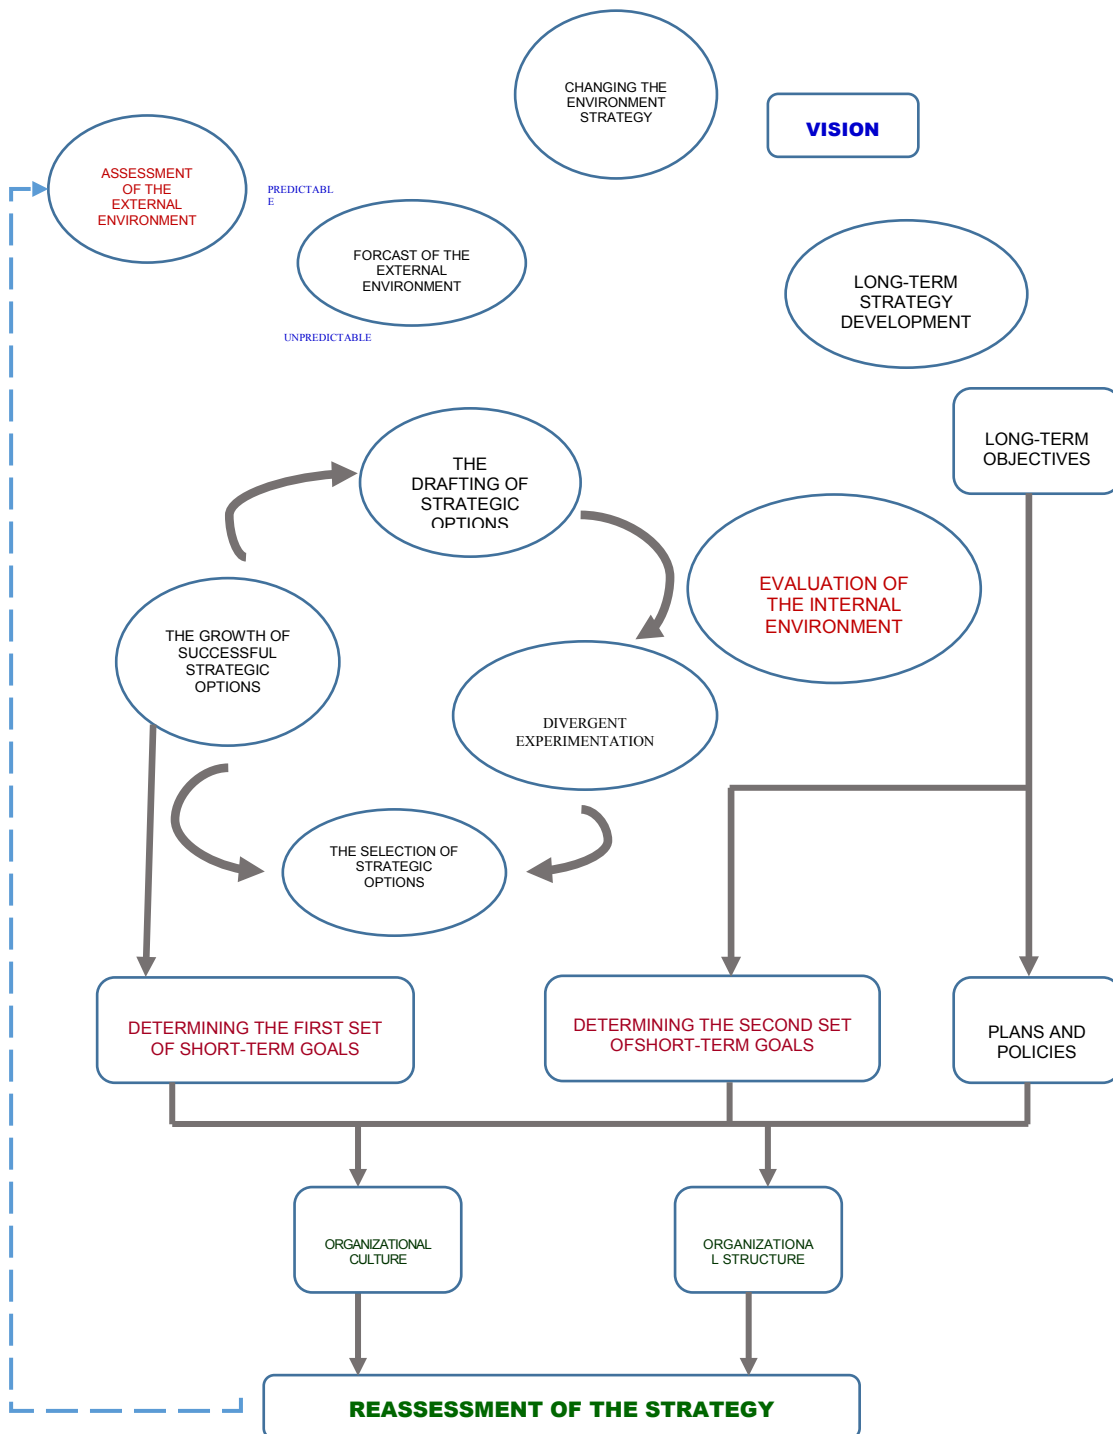 CHANGING THE
ENVIRONMENT
STRATEGY
VISION
ASSESSMENT
OF THE
EXTERNAL
ENVIRONMENT
PREDICTABL
E
FORCAST OF THE
EXTERNAL
ENVIRONMENT
UNPREDICTABLE
LONG-TERM
STRATEGY
DEVELOPMENT
LONG-TERM
OBJECTIVES
THE
DRAFTING OF
STRATEGIC
OPTIONS
EVALUATION OF
THE INTERNAL
ENVIRONMENT
THE GROWTH OF
SUCCESSFUL
STRATEGIC
OPTIONS
DIVERGENT
EXPERIMENTATION
THE SELECTION OF
STRATEGIC
OPTIONS
DETERMINING THE FIRST SET
OF SHORT-TERM GOALS
DETERMINING THE SECOND SET
OFSHORT-TERM GOALS
PLANS AND
POLICIES
ORGANIZATIONAL
CULTURE
ORGANIZATIONA
L STRUCTURE
REASSESSMENT OF THE STRATEGY